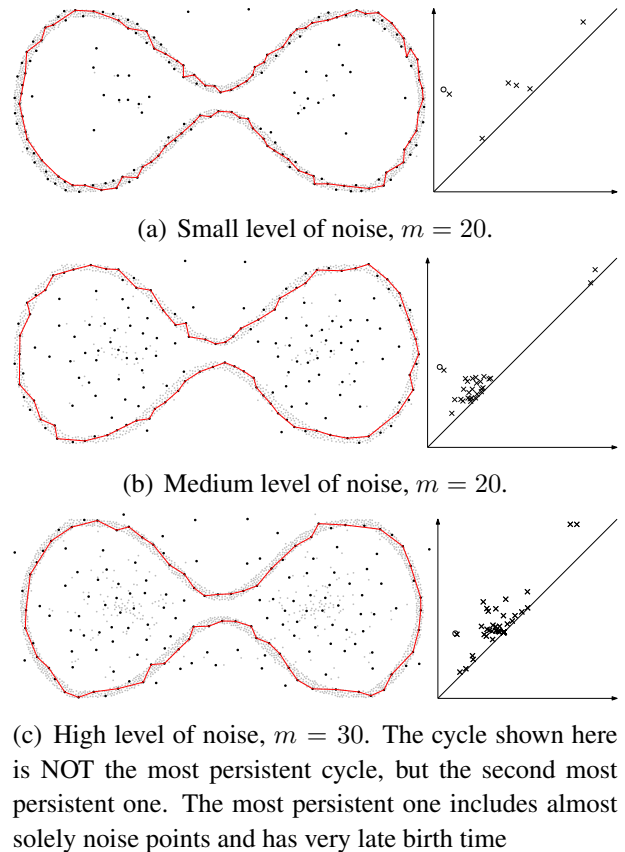 (a) Small level of noise, m = 20.
(b) Medium level of noise, m = 20.
(c) High level of noise, m = 30. The cycle shown here
is NOT the most persistent cycle, but the second most
persistent one. The most persistent one includes almost
solely noise points and has very late birth time